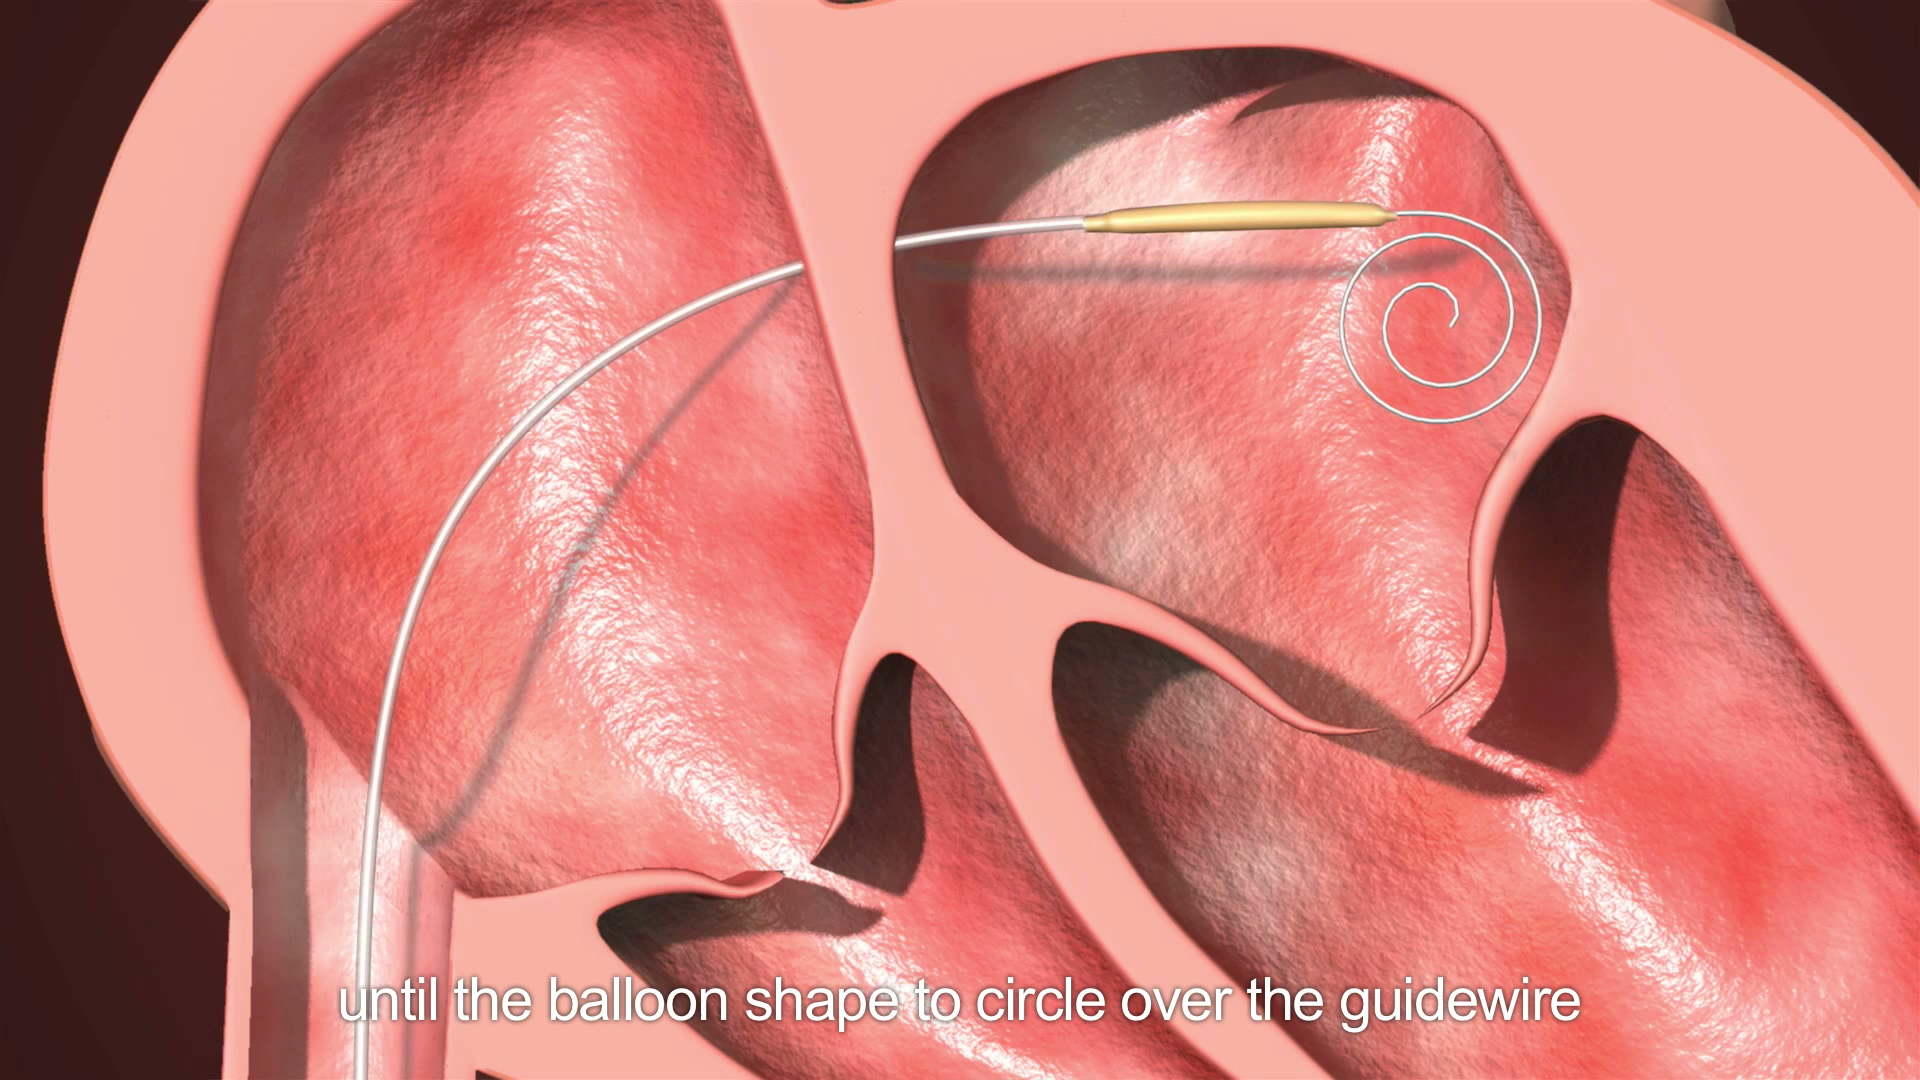 until the balloon shape to circle over the guidewire